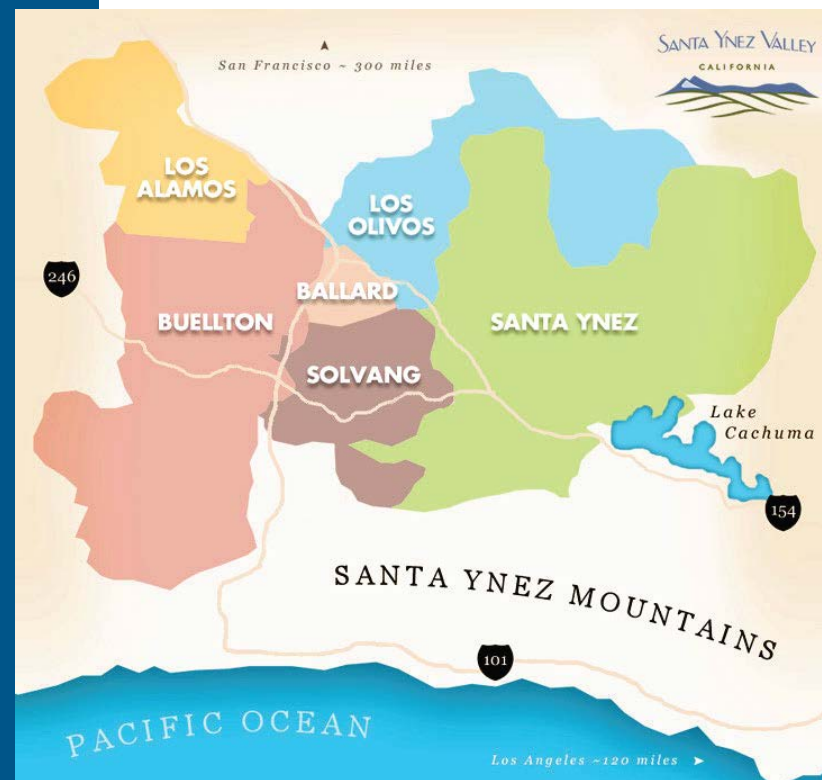 San Francisco ~ 300 miles
SANTA YNEZ VALLEY
CALIFORNIA
LOS
ALAMOS
LOS
OLIVOS
246
BALLARD
BUELLTON
SANTA YNEZ
SOLVANG
Lake
Cachuma
154
SANTA YNEZ MOUNTAINS
101
PACIFIC OCEAN
Los Angeles ~120 miles